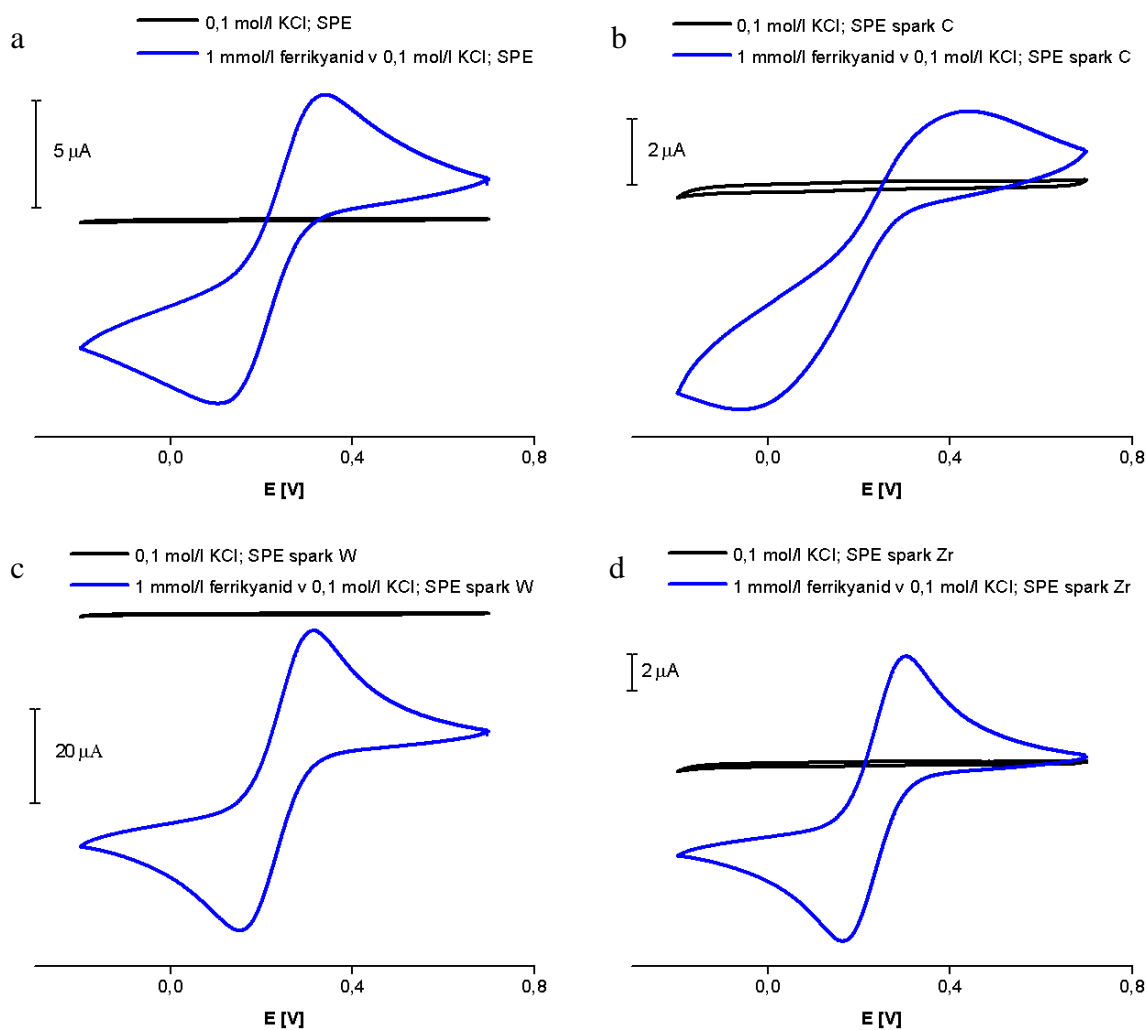 a
0,1 mol/l KCl; SPE
1 mmol/l ferrikyanid v 0,1 mol/l KCl; SPE
5 µA
0,0
0,4
0,8
E [V]
b
0,1 mol/l KCl; SPE spark C
1 mmol/l ferrikyanid v 0,1 mol/l KCl; SPE spark C
2 µA
0,0
0,4
0,8
E [V]
c
0,1 mol/l KCl; SPE spark W
1 mmol/l ferrikyanid v 0,1 mol/l KCl; SPE spark W
20 µA
0,0
0,4
0,8
E [V]
d
0,1 mol/l KCl; SPE spark Zr
1 mmol/l ferrikyanid v 0,1 mol/l KCl; SPE spark Zr
2 µA
0,0
0,4
0,8
E [V]